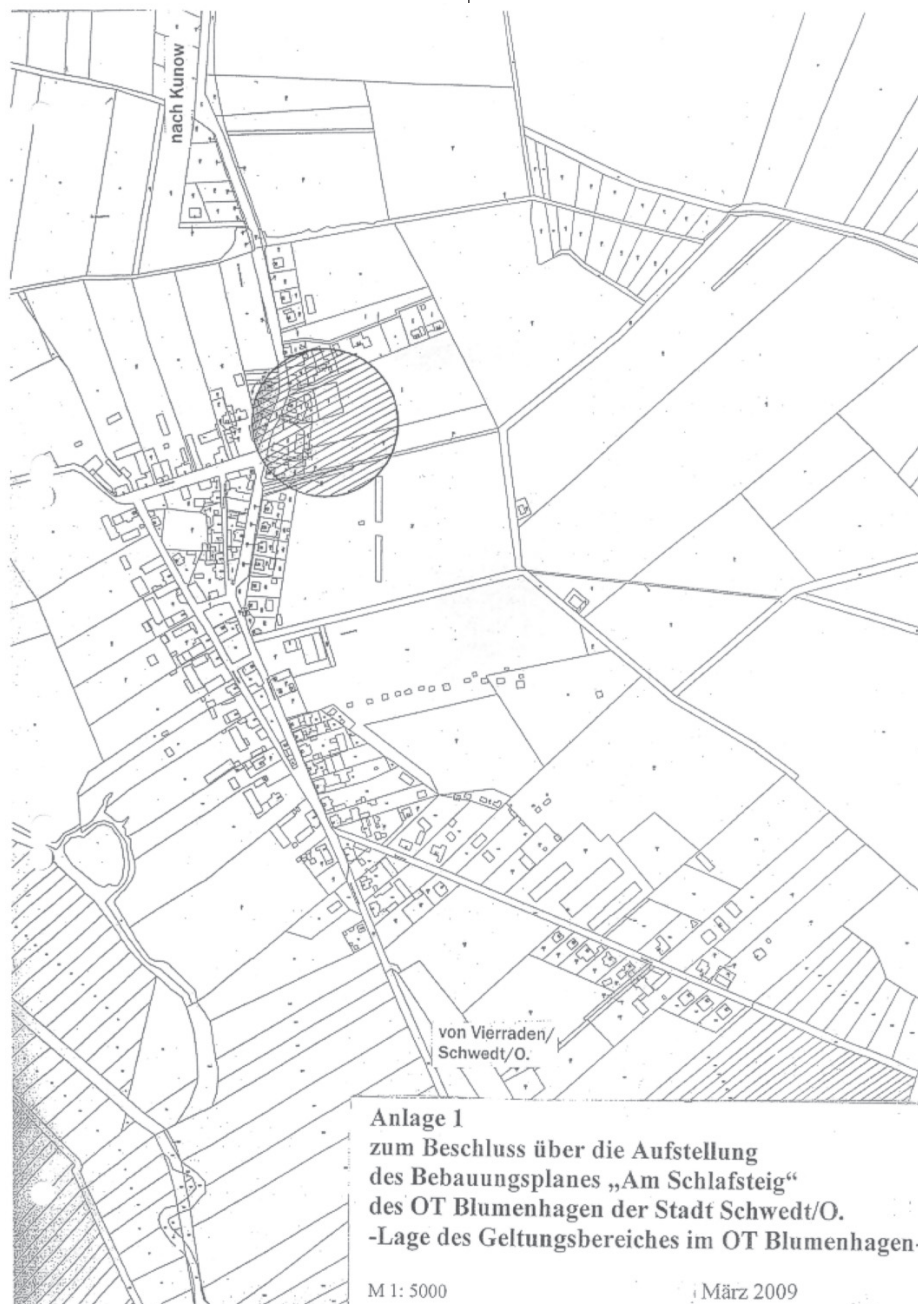 nach Kunow
von Vierraden/
Schwedt/O.
Anlage 1
zum Beschluss über die Aufstellung
des Bebauungsplanes „Am Schlafsteig“
des OT Blumenhagen der Stadt Schwedt/O.
-Lage des Geltungsbereiches im OT Blumenhagen-
M 1: 5000
März 2009